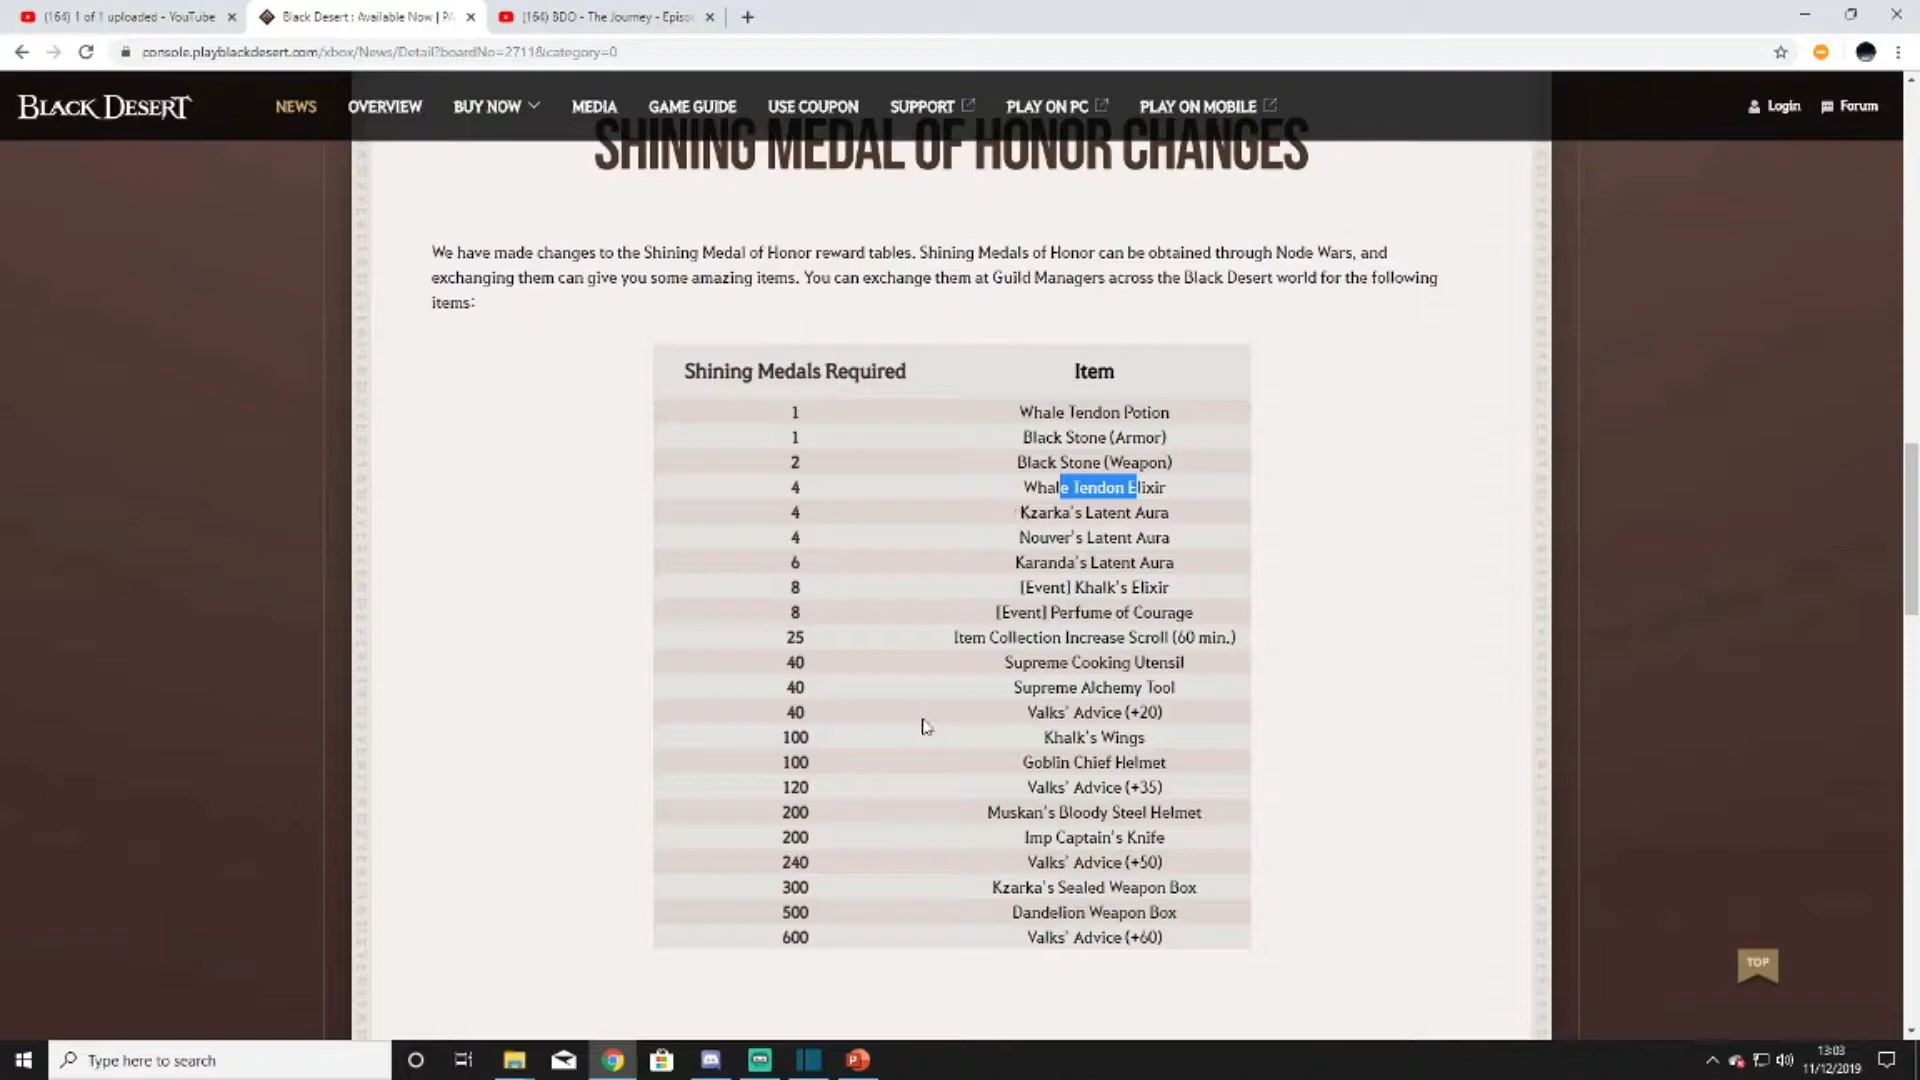 (164) 1 of 1 uploaded - YouTube
Black Desert : Available Now | PA
(164) BDO - The Journey - Episo
console.playblackdesert.com/xbox/News/Detail?boardNo=2711&category=0
BLACK DESERT
NEWS OVERVIEW BUY NOW MEDIA GAME GUIDE USE COUPON SUPPORT PLAY ON PC PLAY ON MOBILE Login Forum
SHINING MEDAL OF HONOR CHANGES
We have made changes to the Shining Medal of Honor reward tables. Shining Medals of Honor can be obtained through Node Wars, and
exchanging them can give you some amazing items. You can exchange them at Guild Managers across the Black Desert world for the following
items:
Shining Medals Required Item
1 Whale Tendon Potion
1 Black Stone (Armor)
2 Black Stone (Weapon)
4 Whale Tendon Elixir
4 Kzarka's Latent Aura
4 Nouver's Latent Aura
6 Karanda's Latent Aura
8 [Event] Khalk's Elixir
8 [Event] Perfume of Courage
25 Item Collection Increase Scroll (60 min.)
40 Supreme Cooking Utensil
40 Supreme Alchemy Tool
40 Valks' Advice (+20)
100 Khalk's Wings
100 Goblin Chief Helmet
120 Valks' Advice (+35)
200 Muskan's Bloody Steel Helmet
200 Imp Captain's Knife
240 Valks' Advice (+50)
300 Kzarka's Sealed Weapon Box
500 Dandelion Weapon Box
600 Valks' Advice (+60)
TOP
Type here to search
13:03
11/12/2019